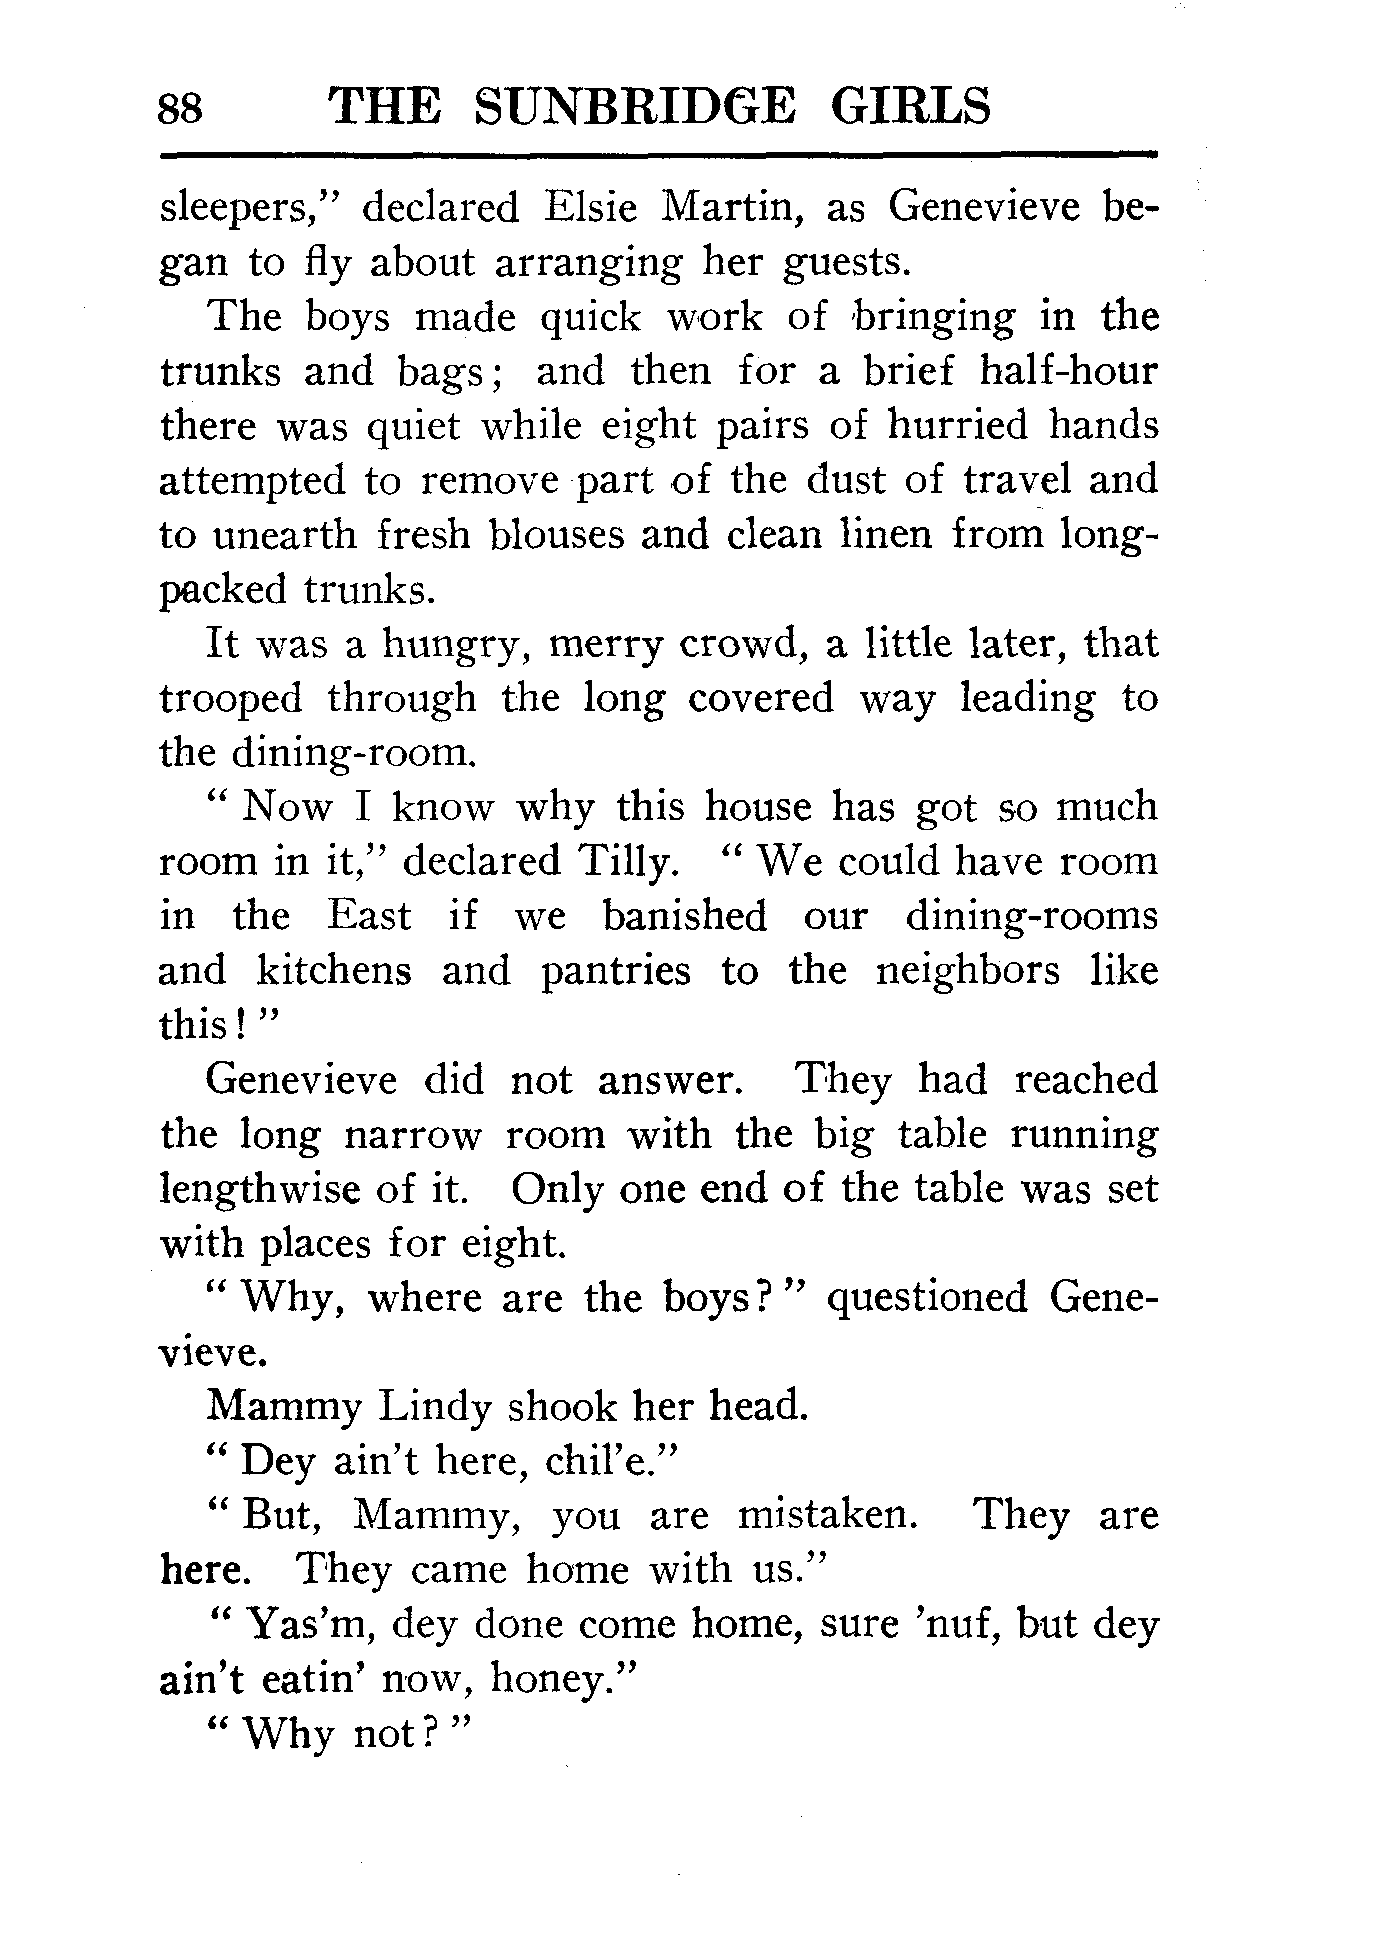 88 THE SUNBRIDGE GIRLS
sleepers," declared Elsie Martin, as Genevieve be-
gan to fly about arranging her guests.
The boys made quick work of bringing in the
trunks and bags; and then for a brief half-hour
there was quiet while eight pairs of hurried hands
attempted to remove part of the dust of travel and
to unearth fresh blouses and clean linen from long-
packed trunks.
It was a hungry, merry crowd, a little later, that
trooped through the long covered way leading to
the dining-room.
" Now I know why this house has got so much
room in it," declared Tilly. " We could have room
in the East if we banished our dining-rooms
and kitchens and pantries to the neighbors like
this! "
Genevieve did not answer. They had reached
the long narrow room with the big table running
lengthwise of it. Only one end of the table was set
with places for eight.
" Why, where are the boys? " questioned Gene-
vieve.
Mammy Lindy shook her head.
" Dey ain't here, chil'e."
" But, Mammy, you are mistaken. They are
here. They came home with us."
" Yas'm, dey done come home, sure 'nuf, but dey
ain't eatin' now, honey."
" Why not? "